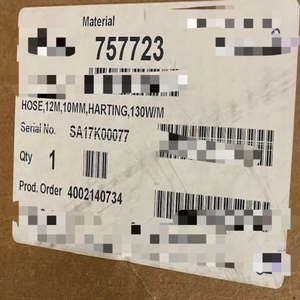 Material
757723
HOSE,12M,10MM,HARTING,130W/M
Serial No. SA17K00077
Qty 1
Prod. Order 4002140734